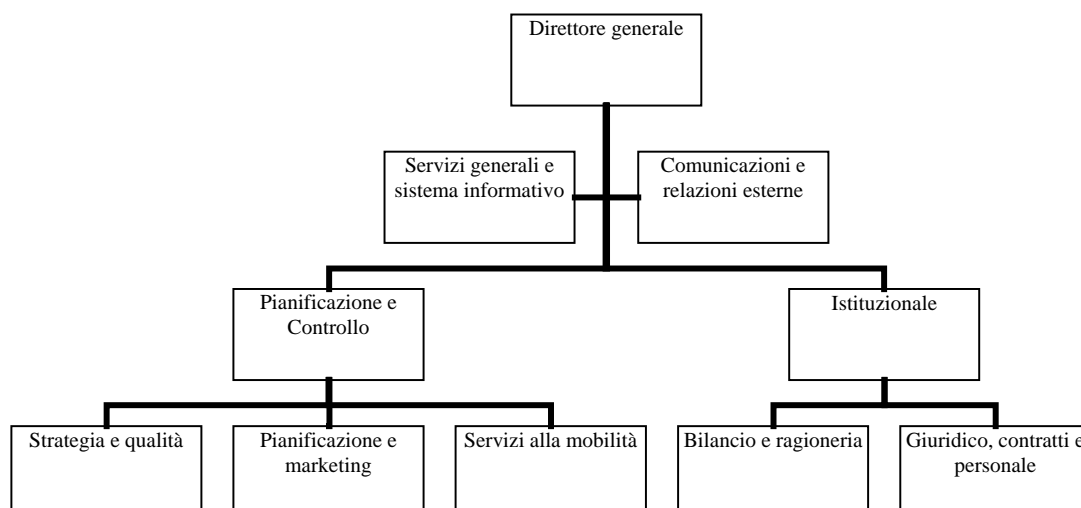 Direttore generale
Servizi generali e
sistema informativo
Comunicazioni e
relazioni esterne
Pianificazione e
Controllo
Istituzionale
Strategia e qualità
Pianificazione e
marketing
Servizi alla mobilità
Bilancio e ragioneria
Giuridico, contratti e
personale